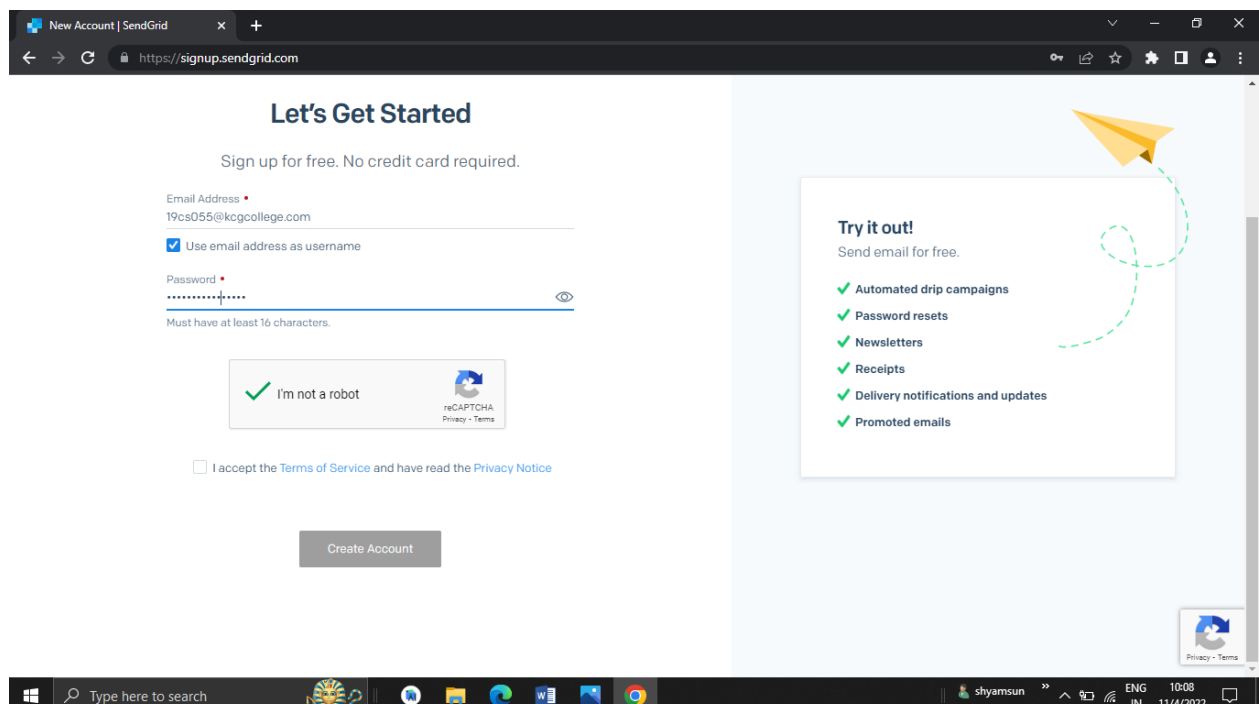 New Account | SendGrid
https://signup.sendgrid.com
Let's Get Started
Sign up for free. No credit card required.
Email Address •
19cs055@kcgcollege.com
Use email address as username
Password •
Must have at least 16 characters.
I'm not a robot
reCAPTCHA
Privacy - Terms
I accept the Terms of Service and have read the Privacy Notice
Create Account
Try it out!
Send email for free.
Automated drip campaigns
Password resets
Newsletters
Receipts
Delivery notifications and updates
Promoted emails
Privacy - Terms
Type here to search
shyamsun
ENG
IN
10:08
11/4/2022